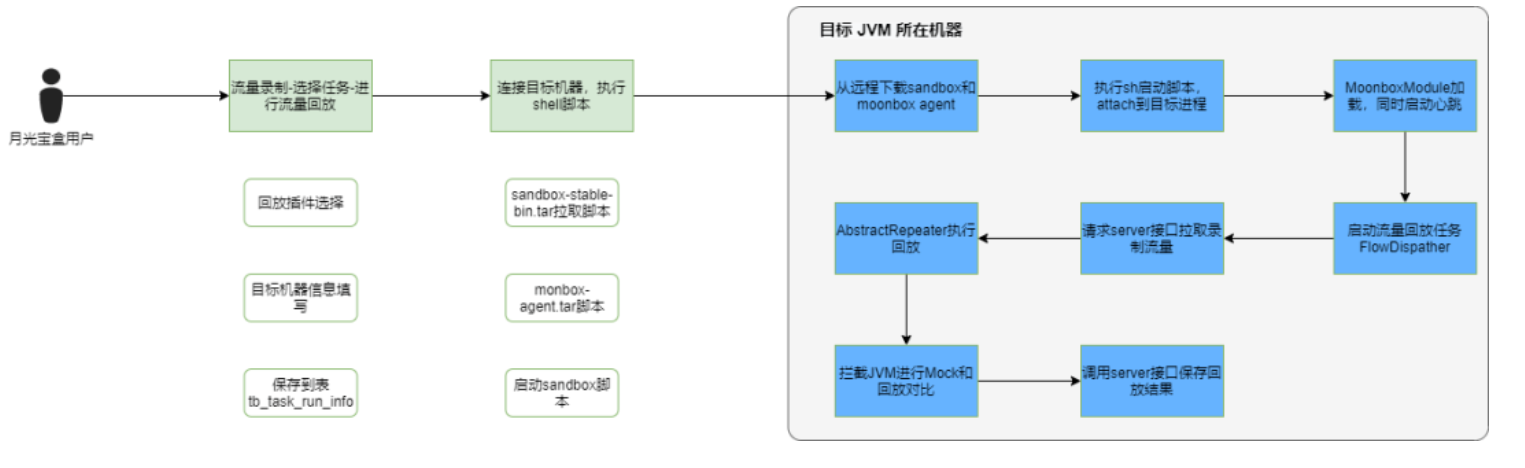 目标 JVM 所在机器
月光宝盒用户
流量录制-选择任务-进
行流量回放
连接目标机器，执行
shell脚本
从远程下载sandbox和
moonbox agent
执行sh启动脚本，
attach到目标进程
MoonboxModule加
载，同时启动心跳
回放插件选择
sandbox-stable-
bin.tar拉取脚本
AbstractRepeater执行
回放
请求server接口拉取录
制流量
启动流量回放任务
FlowDispather
目标机器信息填
写
monbox-
agent.tar脚本
保存到表
tb_task_run_info
启动sandbox脚
本
拦截JVM进行Mock和
回放对比
调用server接口保存回
放结果